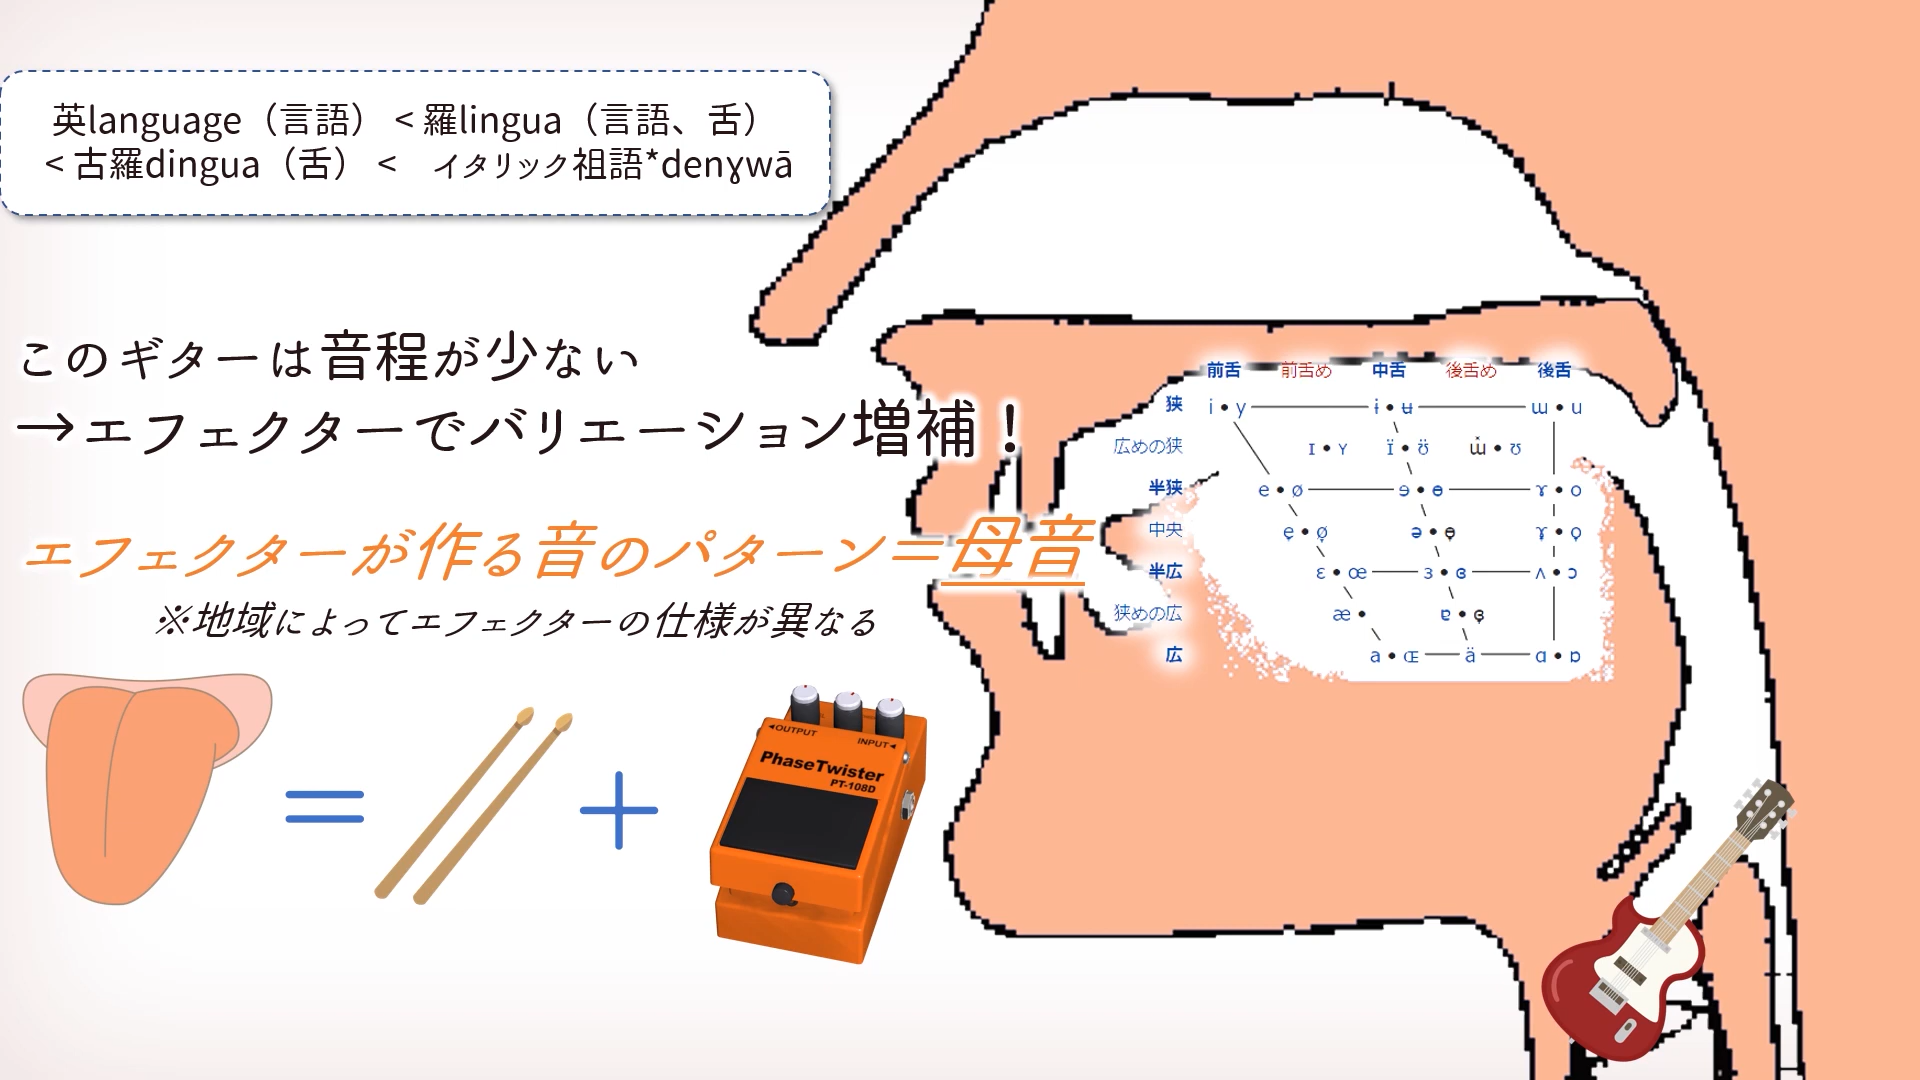 英language（言語） < 羅lingua（言語、舌）
< 古羅dingua（舌） < イタリック祖語*denɣwā
このギターは音程が少ない
→エフェクターでバリエーション増補！
エフェクターが作る音のパターン＝母音
※地域によってエフェクターの仕様が異なる
◄OUTPUT INPUT◄
PhaseTwister
PT-108D
前舌 前舌め 中舌 後舌め 後舌
狭 i • y ɨ • ʉ ɯ • u
広めの狭 ɪ • ʏ ɪ̈ • ʊ̈ ɯ̽ • ʊ
半狭 e • ø ɘ • ɵ ɤ • o
中央 e̞ • ø̞ ə • ɵ̞ ɤ̞ • o̞
半広 ɛ • œ ɜ • ɞ ʌ • ɔ
狭めの広 æ • ɐ • ɞ̞
広 a • ɶ ä ɑ • ɒ